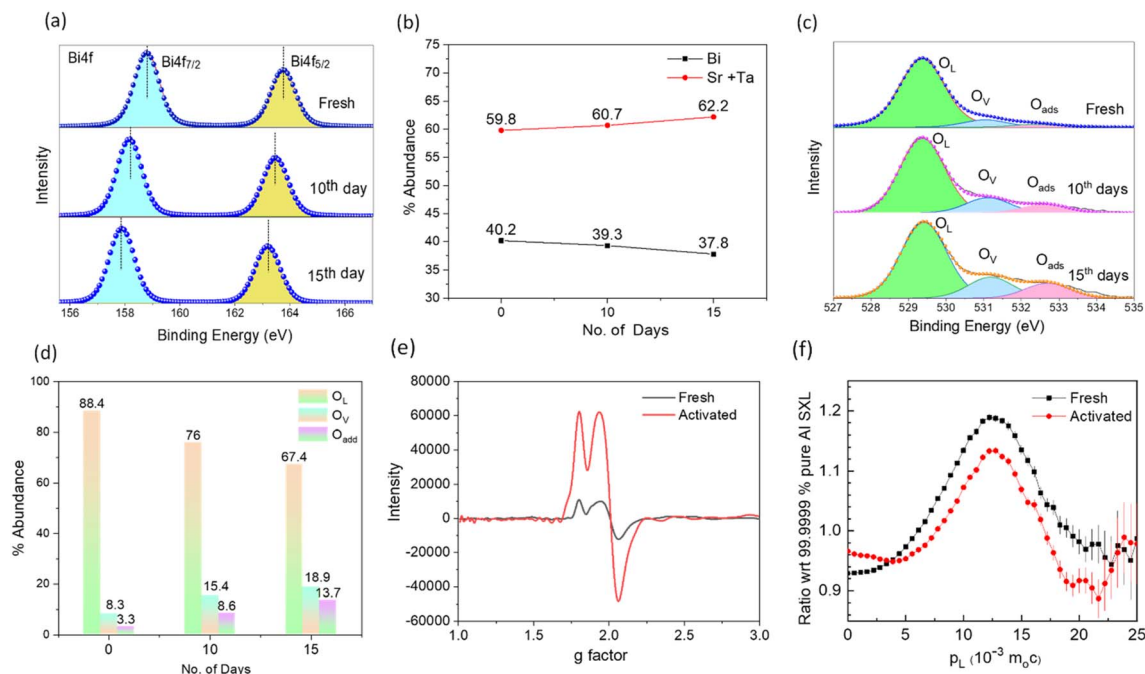 (a)
Bi4f
Bi4f7/2
Bi4f5/2
Fresh
10th day
15th day
Intensity
156 158 160 162 164 166
Binding Energy (eV)
(b)
75
70
65
60
55
50
45
40
35
30
% Abundance
Bi
Sr +Ta
59.8 60.7 62.2
40.2 39.3 37.8
0 10 15
No. of Days
(c)
OL
OV
Oads
Fresh
OL
OV
Oads
10th days
OL
OV
Oads
15th days
Intensity
527 528 529 530 531 532 533 534 535
Binding Energy (eV)
(d)
100
80
60
40
20
0
% Abundance
OL
OV
Oadd
88.4
8.3
3.3
76
15.4
8.6
67.4
18.9
13.7
0 10 15
No. of Days
(e)
80000
60000
40000
20000
0
-20000
-40000
-60000
Intensity
Fresh
Activated
1.0 1.5 2.0 2.5 3.0
g factor
(f)
1.2
1.1
1.0
0.9
Ratio wrt 99.9999 % pure Al SXL
Fresh
Activated
0 5 10 15 20 25
pL (10-3 moc)